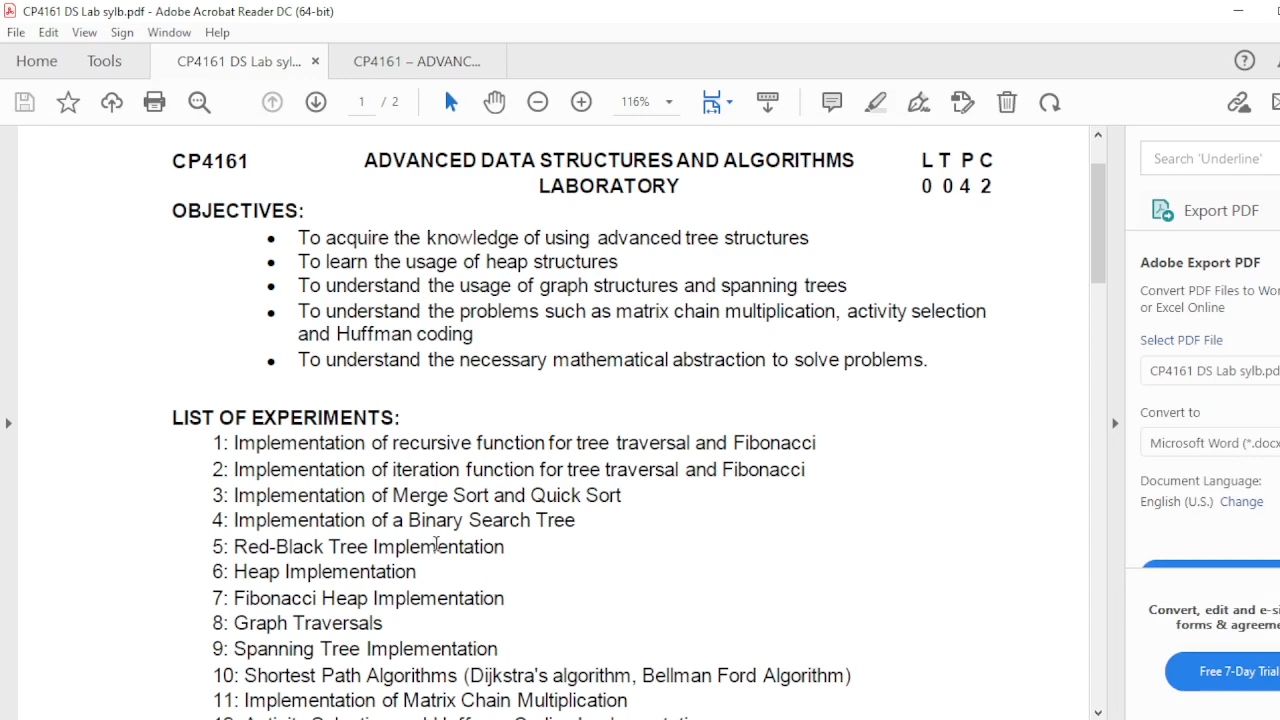 CP4161 DS Lab sylb.pdf - Adobe Acrobat Reader DC (64-bit)
File Edit View Sign Window Help
Home Tools CP4161 DS Lab syl... × CP4161 – ADVANC...
1 / 2 116%
CP4161 ADVANCED DATA STRUCTURES AND ALGORITHMS L T P C
LABORATORY 0 0 4 2
OBJECTIVES:
• To acquire the knowledge of using advanced tree structures
• To learn the usage of heap structures
• To understand the usage of graph structures and spanning trees
• To understand the problems such as matrix chain multiplication, activity selection
and Huffman coding
• To understand the necessary mathematical abstraction to solve problems.
LIST OF EXPERIMENTS:
1: Implementation of recursive function for tree traversal and Fibonacci
2: Implementation of iteration function for tree traversal and Fibonacci
3: Implementation of Merge Sort and Quick Sort
4: Implementation of a Binary Search Tree
5: Red-Black Tree Implementation
6: Heap Implementation
7: Fibonacci Heap Implementation
8: Graph Traversals
9: Spanning Tree Implementation
10: Shortest Path Algorithms (Dijkstra's algorithm, Bellman Ford Algorithm)
11: Implementation of Matrix Chain Multiplication
Search 'Underline'
Export PDF
Adobe Export PDF
Convert PDF Files to Wor
or Excel Online
Select PDF File
CP4161 DS Lab sylb.pd
Convert to
Microsoft Word (*.docx
Document Language:
English (U.S.) Change
Convert, edit and e-si
forms & agreeme
Free 7-Day Trial